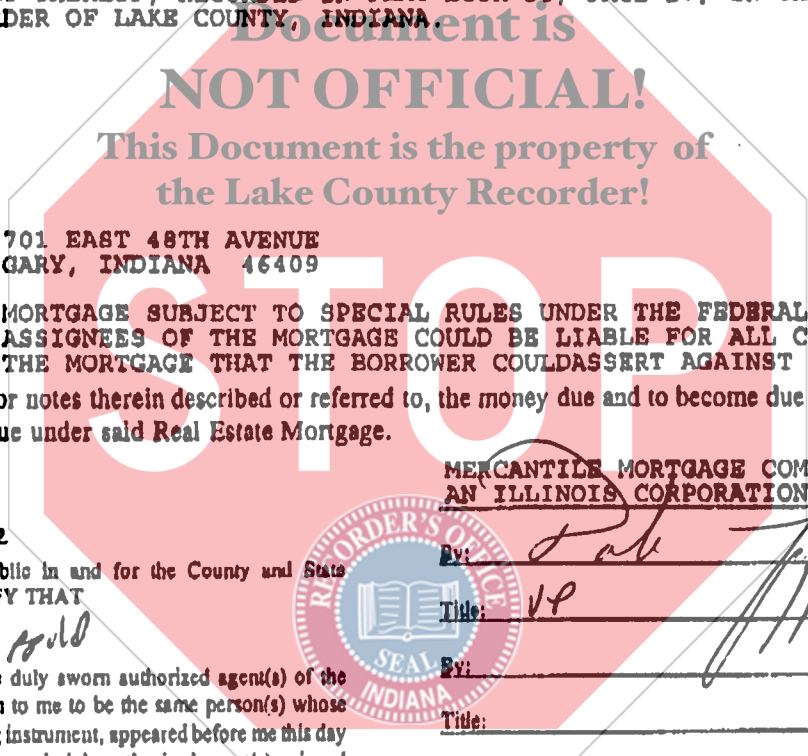 DER OF LAKE COUNTY, INDIANA.
Document is
NOT OFFICIAL!
This Document is the property of
the Lake County Recorder!
701 EAST 48TH AVENUE
GARY, INDIANA 46409
STOP
MORTGAGE SUBJECT TO SPECIAL RULES UNDER THE FEDERAL
ASSIGNEES OF THE MORTGAGE COULD BE LIABLE FOR ALL C
THE MORTGAGE THAT THE BORROWER COULDASSERT AGAINST
or notes therein described or referred to, the money due and to become due
ue under said Real Estate Mortgage.
MERCANTILE MORTGAGE COM
AN ILLINOIS CORPORATION
blic in and for the County and State
FY THAT
By:
Title: VP
duly sworn authorized agent(s) of the
n to me to be the same person(s) whose
instrument, appeared before me this day
By:
Title:
RECORDER'S OFFICE
SEAL
INDIANA